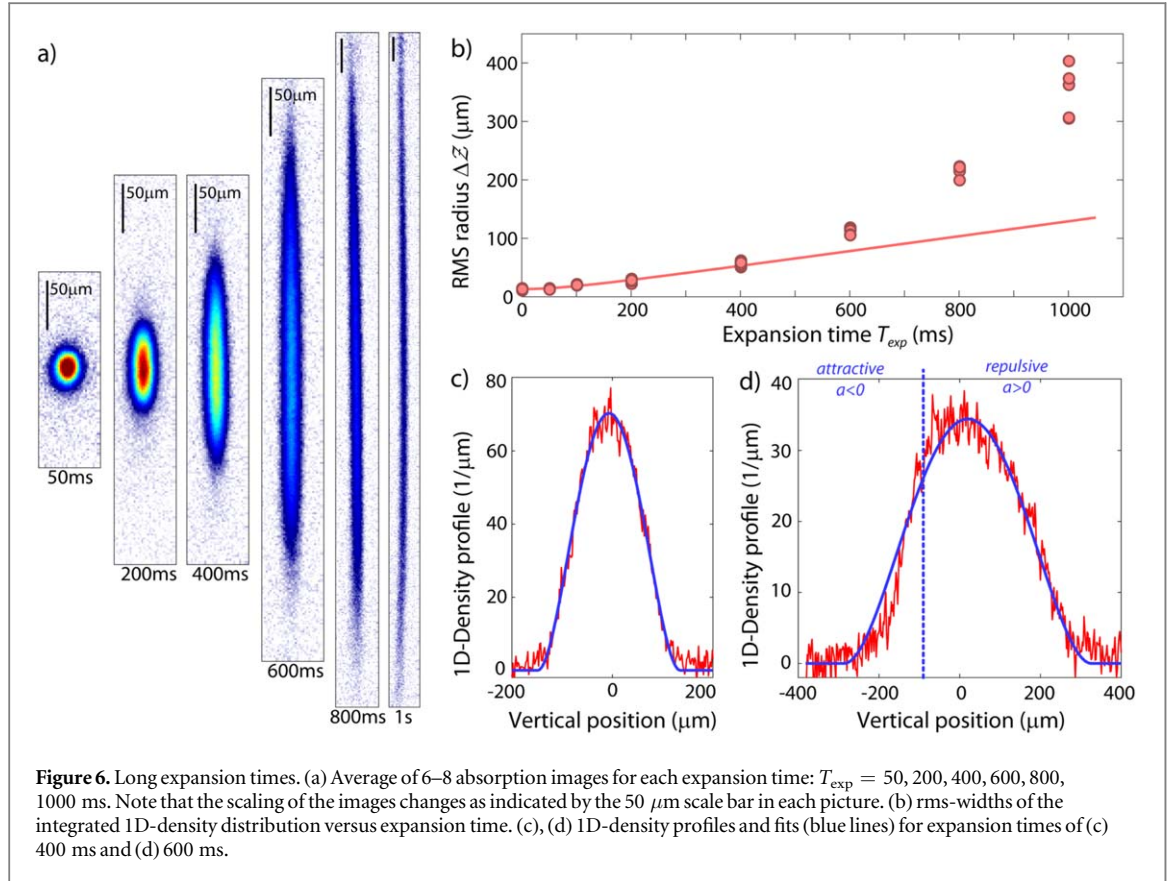 a)
50μm
50ms
50μm
200ms
50μm
400ms
50μm
600ms
800ms
1s
b)
RMS radius Δ𝒵 (μm)
400
300
200
100
0
0 200 400 600 800 1000
Expansion time T_exp (ms)
c)
1D-Density profile (1/μm)
80
60
40
20
0
-200 0 200
Vertical position (μm)
d)
attractive
a<0
repulsive
a>0
1D-Density profile (1/μm)
40
30
20
10
0
-400 -200 0 200 400
Vertical position (μm)
Figure 6. Long expansion times. (a) Average of 6–8 absorption images for each expansion time: T_exp = 50, 200, 400, 600, 800,
1000 ms. Note that the scaling of the images changes as indicated by the 50 μm scale bar in each picture. (b) rms-widths of the
integrated 1D-density distribution versus expansion time. (c), (d) 1D-density profiles and fits (blue lines) for expansion times of (c)
400 ms and (d) 600 ms.